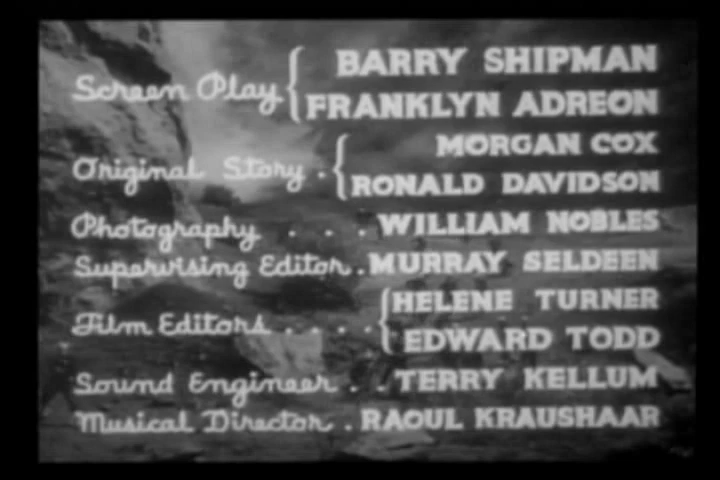 Screen Play { BARRY SHIPMAN
FRANKLYN ADREON
Original Story . { MORGAN COX
RONALD DAVIDSON
Photography . . . WILLIAM NOBLES
Supervising Editor . MURRAY SELDEEN
Film Editors . . . . { HELENE TURNER
EDWARD TODD
Sound Engineer . . TERRY KELLUM
Musical Director . RAOUL KRAUSHAAR